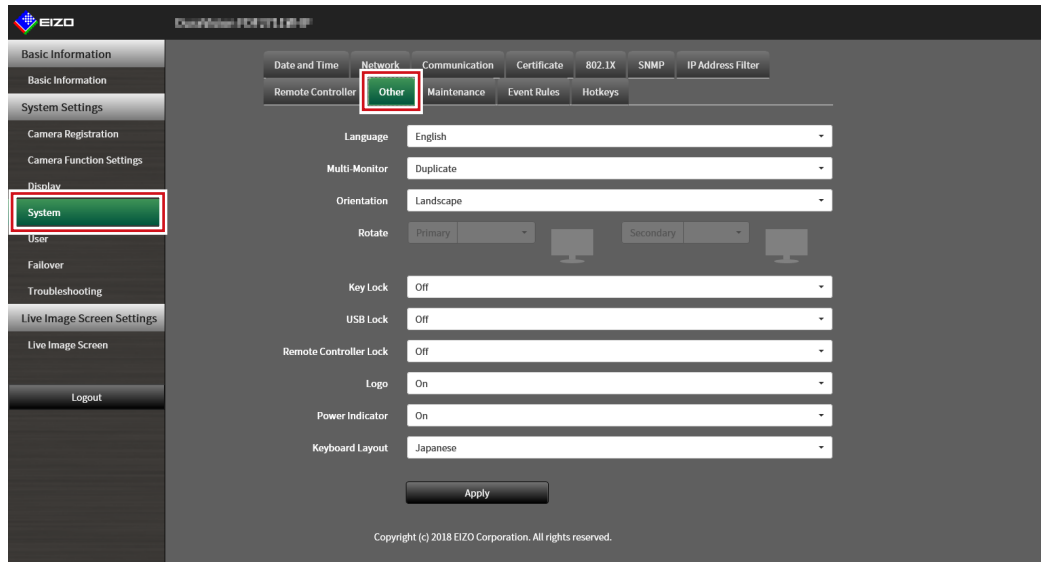 EIZO
Basic Information
Basic Information
System Settings
Camera Registration
Camera Function Settings
Display
System
User
Failover
Troubleshooting
Live Image Screen Settings
Live Image Screen
Logout
Date and Time Network Communication Certificate 802.1X SNMP IP Address Filter
Remote Controller Other Maintenance Event Rules Hotkeys
Language English
Multi-Monitor Duplicate
Orientation Landscape
Rotate Primary Secondary
Key Lock Off
USB Lock Off
Remote Controller Lock Off
Logo On
Power Indicator On
Keyboard Layout Japanese
Apply
Copyright (c) 2018 EIZO Corporation. All rights reserved.